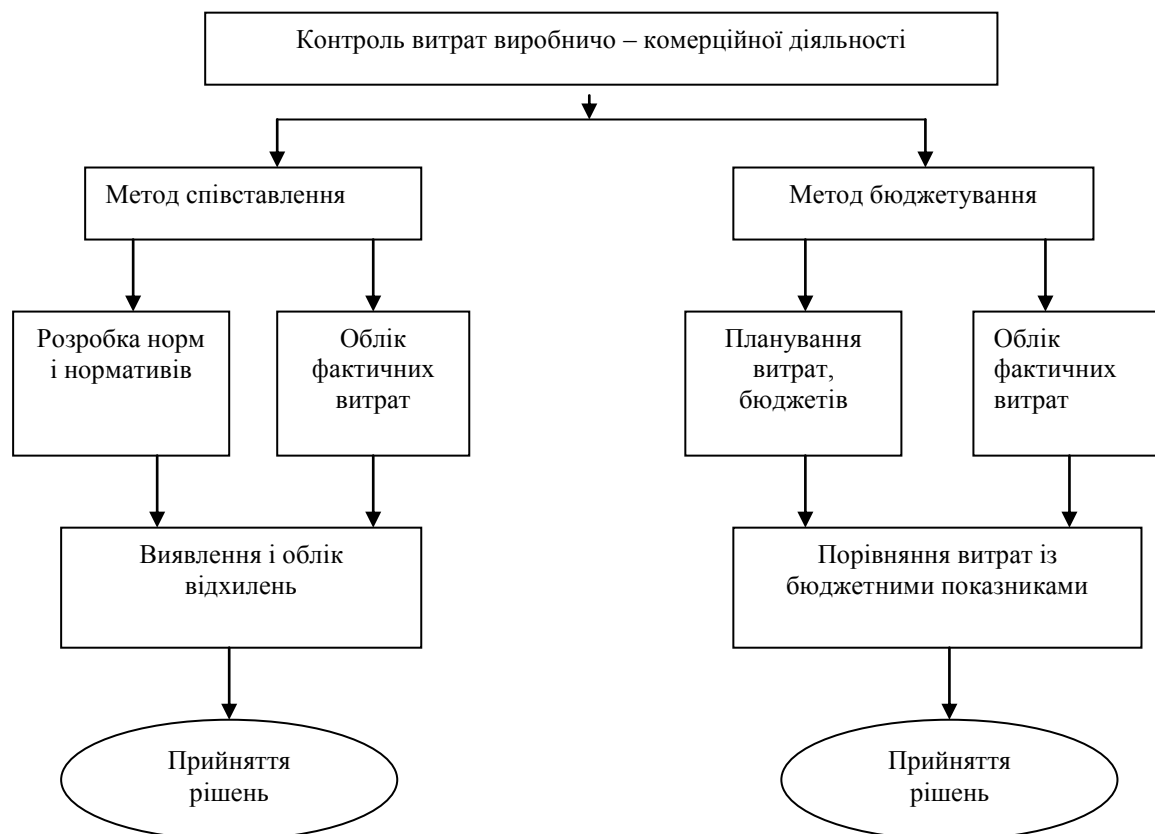 Контроль витрат виробничо – комерційної діяльності
Метод співставлення
Метод бюджетування
Розробка норм
і нормативів
Облік
фактичних
витрат
Планування
витрат,
бюджетів
Облік
фактичних
витрат
Виявлення і облік
відхилень
Порівняння витрат із
бюджетними показниками
Прийняття
рішень
Прийняття
рішень